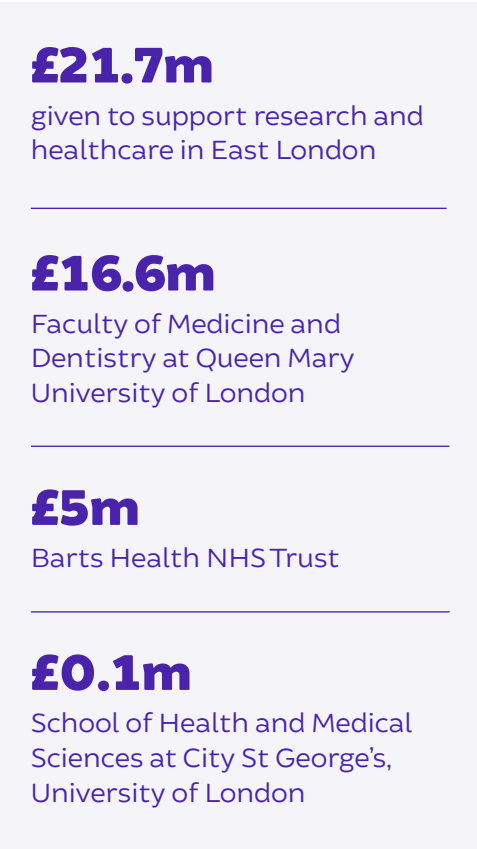 £21.7m
given to support research and
healthcare in East London
£16.6m
Faculty of Medicine and
Dentistry at Queen Mary
University of London
£5m
Barts Health NHS Trust
£0.1m
School of Health and Medical
Sciences at City St George’s,
University of London